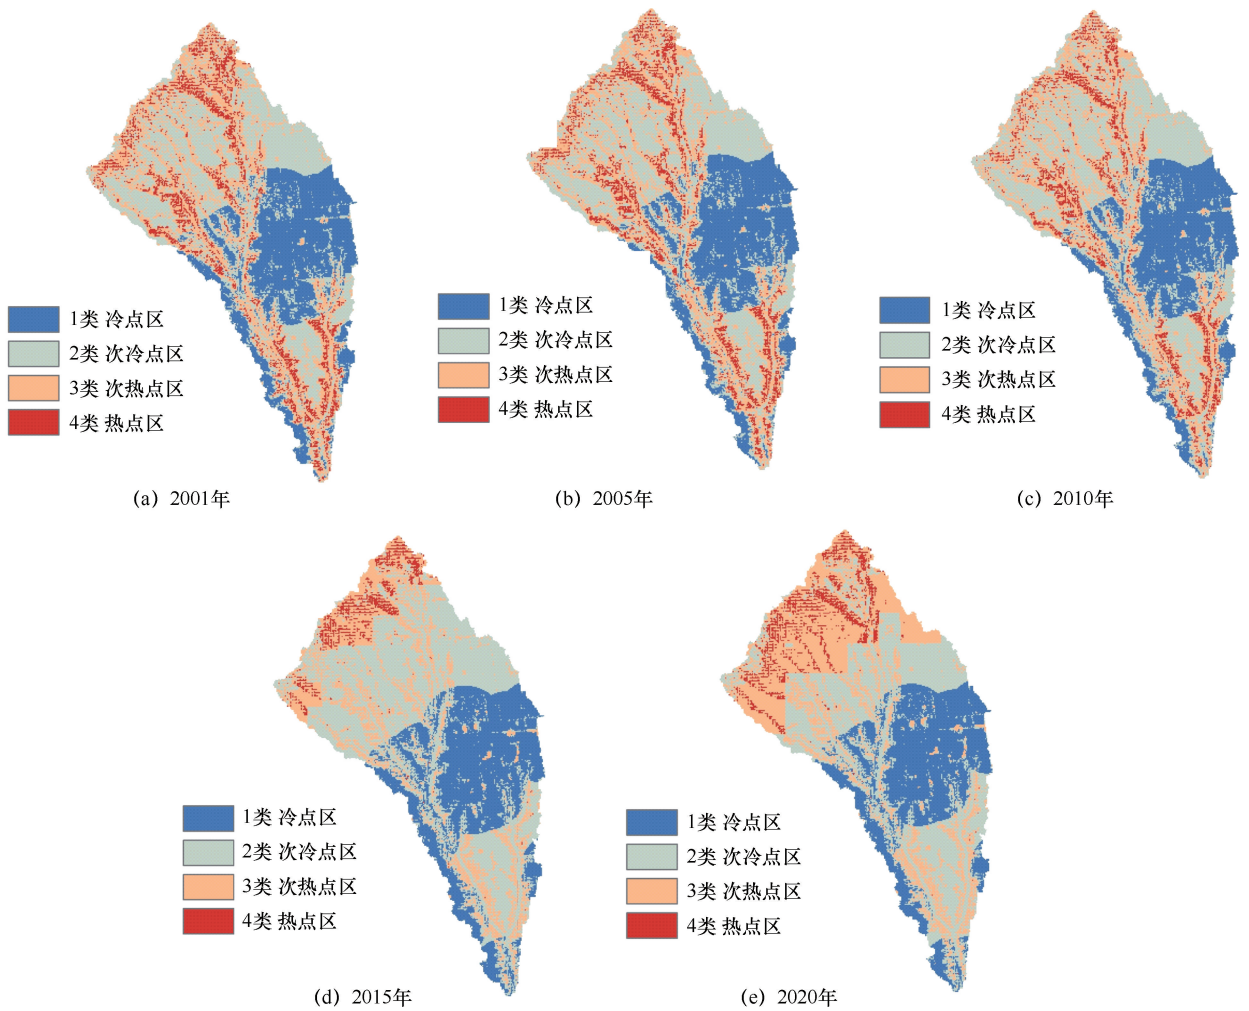 1类 冷点区
2类 次冷点区
3类 次热点区
4类 热点区
(a) 2001年
1类 冷点区
2类 次冷点区
3类 次热点区
4类 热点区
(b) 2005年
1类 冷点区
2类 次冷点区
3类 次热点区
4类 热点区
(c) 2010年
1类 冷点区
2类 次冷点区
3类 次热点区
4类 热点区
(d) 2015年
1类 冷点区
2类 次冷点区
3类 次热点区
4类 热点区
(e) 2020年